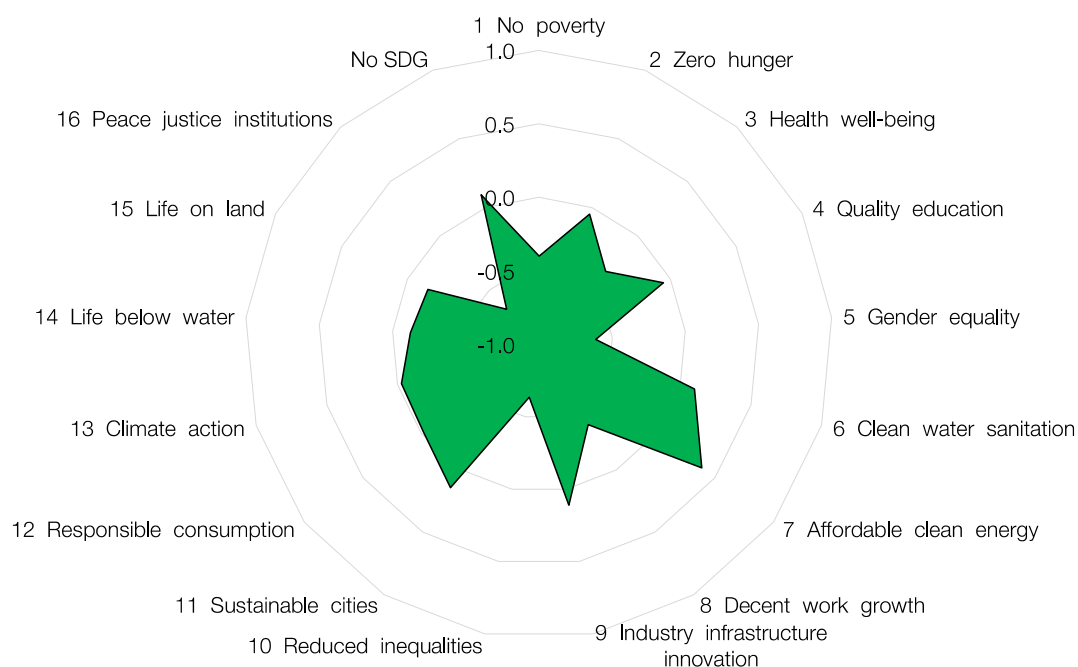 1 No poverty
1.0
0.5
0.0
-0.5
-1.0
2 Zero hunger
3 Health well-being
4 Quality education
5 Gender equality
6 Clean water sanitation
7 Affordable clean energy
8 Decent work growth
9 Industry infrastructure
innovation
10 Reduced inequalities
11 Sustainable cities
12 Responsible consumption
13 Climate action
14 Life below water
15 Life on land
16 Peace justice institutions
No SDG